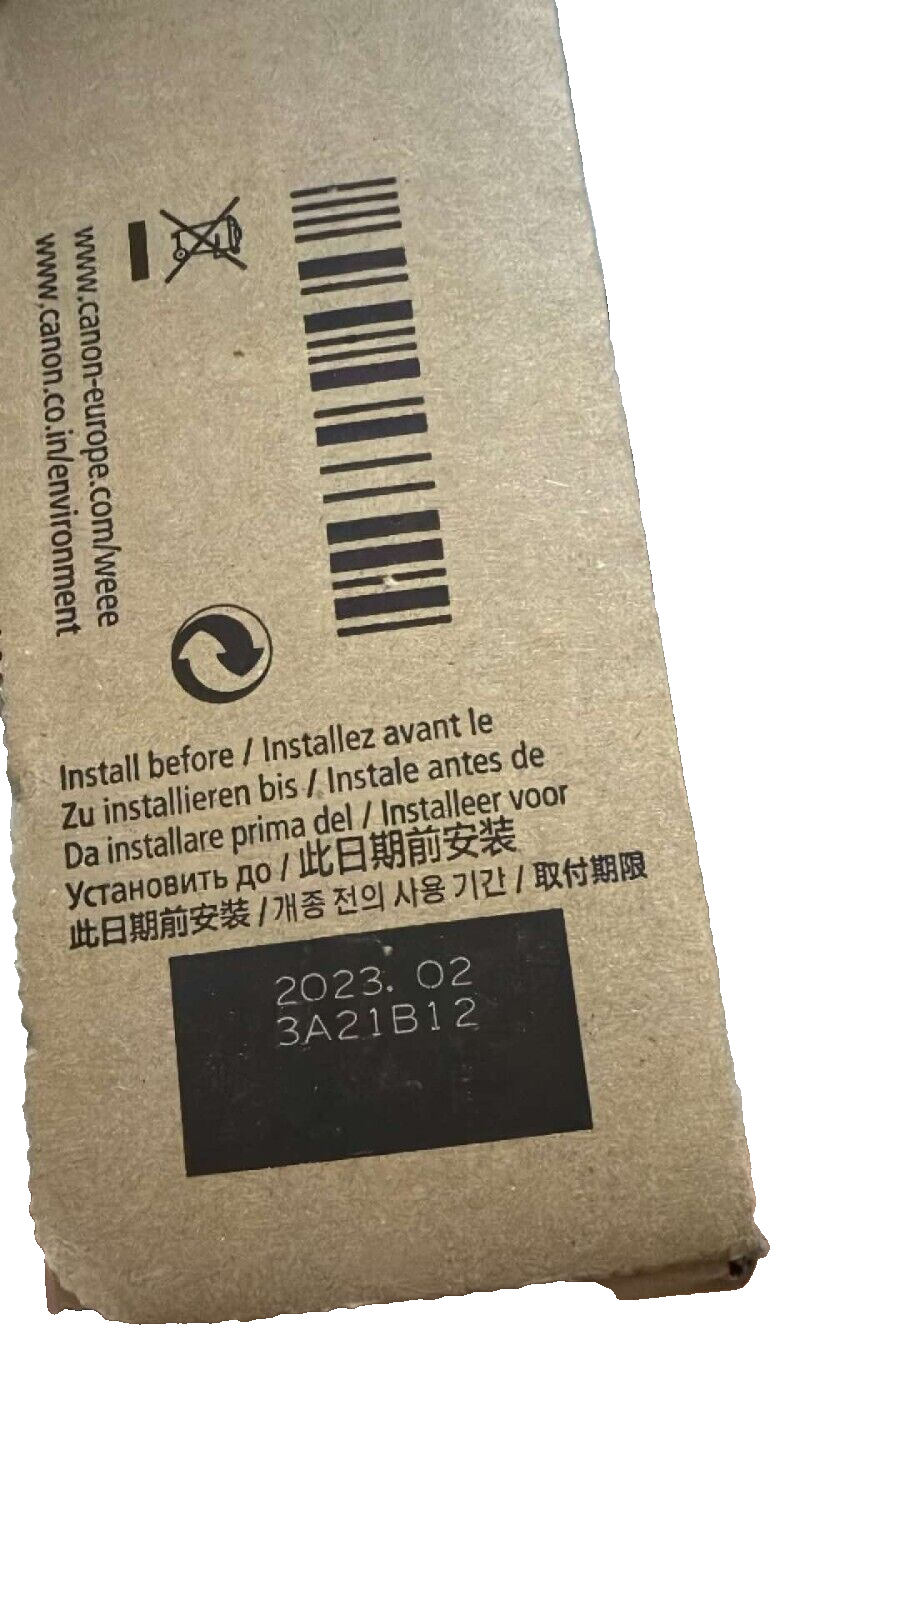 www.canon-europe.com/weee
www.canon.co.in/environment
Install before / Installez avant le
Zu installieren bis / Instale antes de
Da installare prima del / Installeer voor
Установить до / 此日期前安裝
此日期前安装 / 개종 전의 사용 기간 / 取付期限
2023. 02
3A21B12